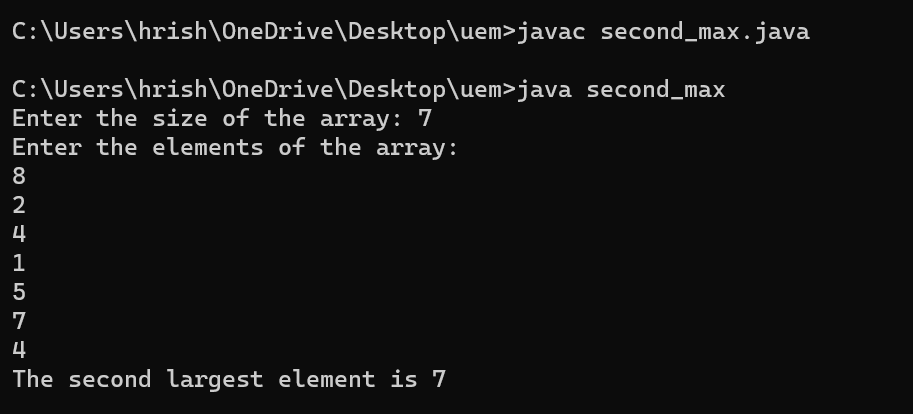 C:\Users\hrish\OneDrive\Desktop\uem>javac second_max.java
C:\Users\hrish\OneDrive\Desktop\uem>java second_max
Enter the size of the array: 7
Enter the elements of the array:
8
2
4
1
5
7
4
The second largest element is 7